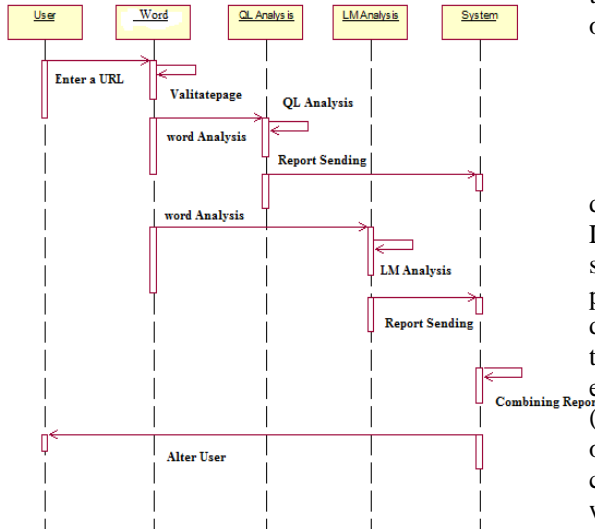 User
Word
QL Analysis
LM Analysis
System
Enter a URL
Valitatepage
QL Analysis
word Analysis
Report Sending
word Analysis
LM Analysis
Report Sending
Combining Repor
Alter User